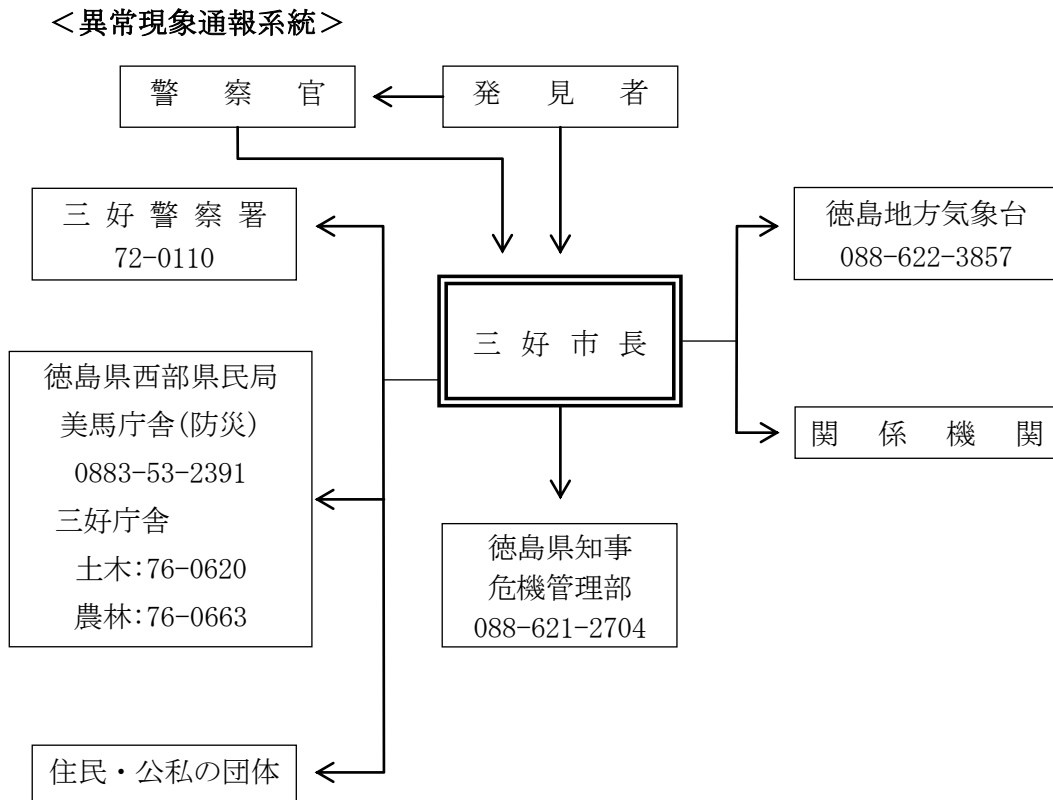 ＜異常現象通報系統＞
警察官
発見者
三好警察署
72-0110
徳島地方気象台
088-622-3857
三好市長
徳島県西部県民局
美馬庁舎(防災)
0883-53-2391
三好庁舎
土木:76-0620
農林:76-0663
関係機関
徳島県知事
危機管理部
088-621-2704
住民・公私の団体